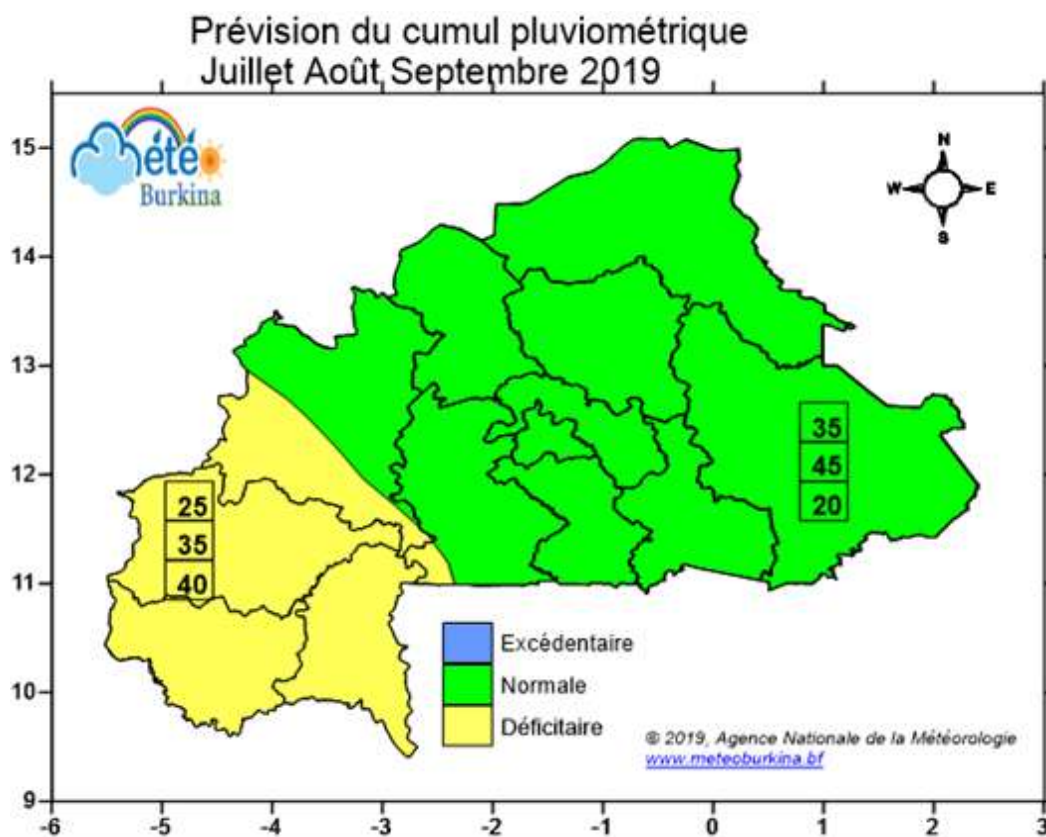 Prévision du cumul pluviométrique
Juillet Août Septembre 2019
été
Burkina
N
W E
S
15
14
13
12
11
10
9
35
45
20
25
35
40
Excédentaire
Normale
Déficitaire
© 2019, Agence Nationale de la Météorologie
www.meteoburkina.bf
-6 -5 -4 -3 -2 -1 0 1 2 3